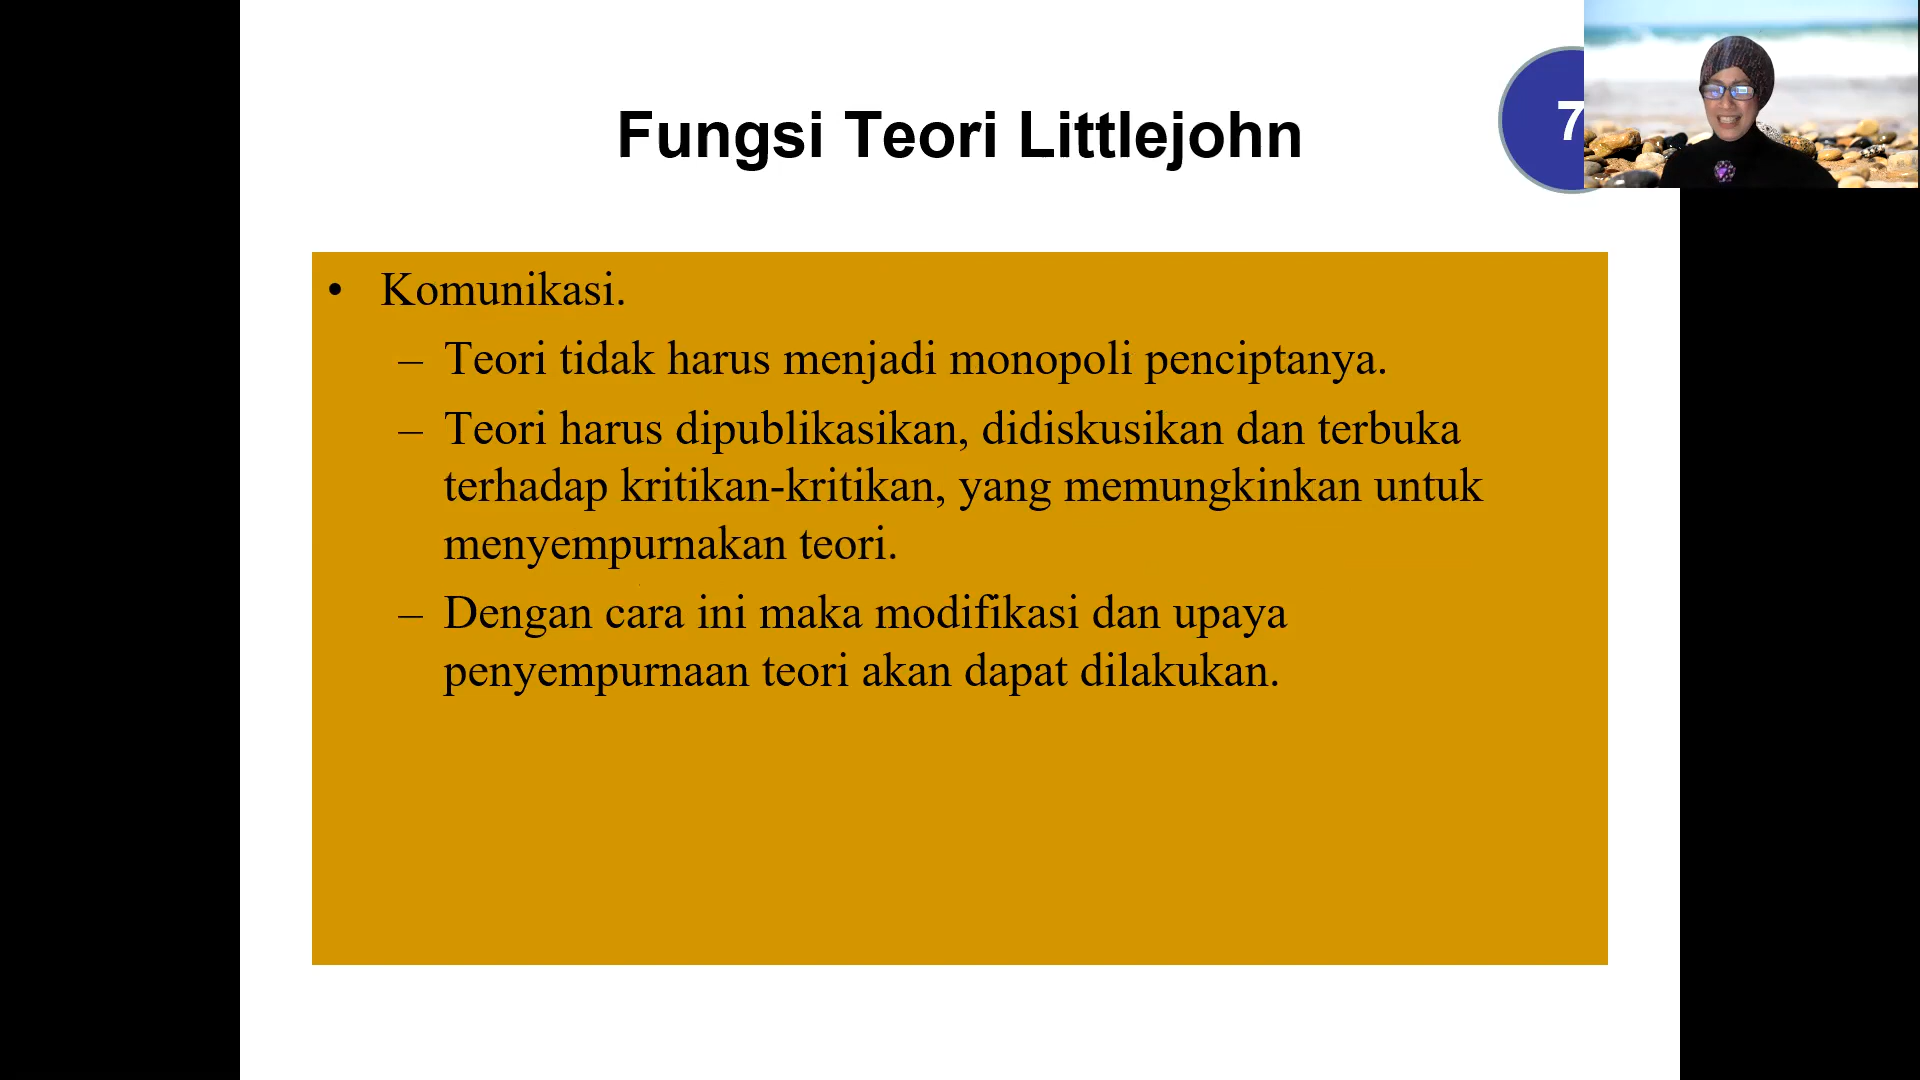 Fungsi Teori Littlejohn
7
• Komunikasi.
– Teori tidak harus menjadi monopoli penciptanya.
– Teori harus dipublikasikan, didiskusikan dan terbuka
terhadap kritikan-kritikan, yang memungkinkan untuk
menyempurnakan teori.
– Dengan cara ini maka modifikasi dan upaya
penyempurnaan teori akan dapat dilakukan.